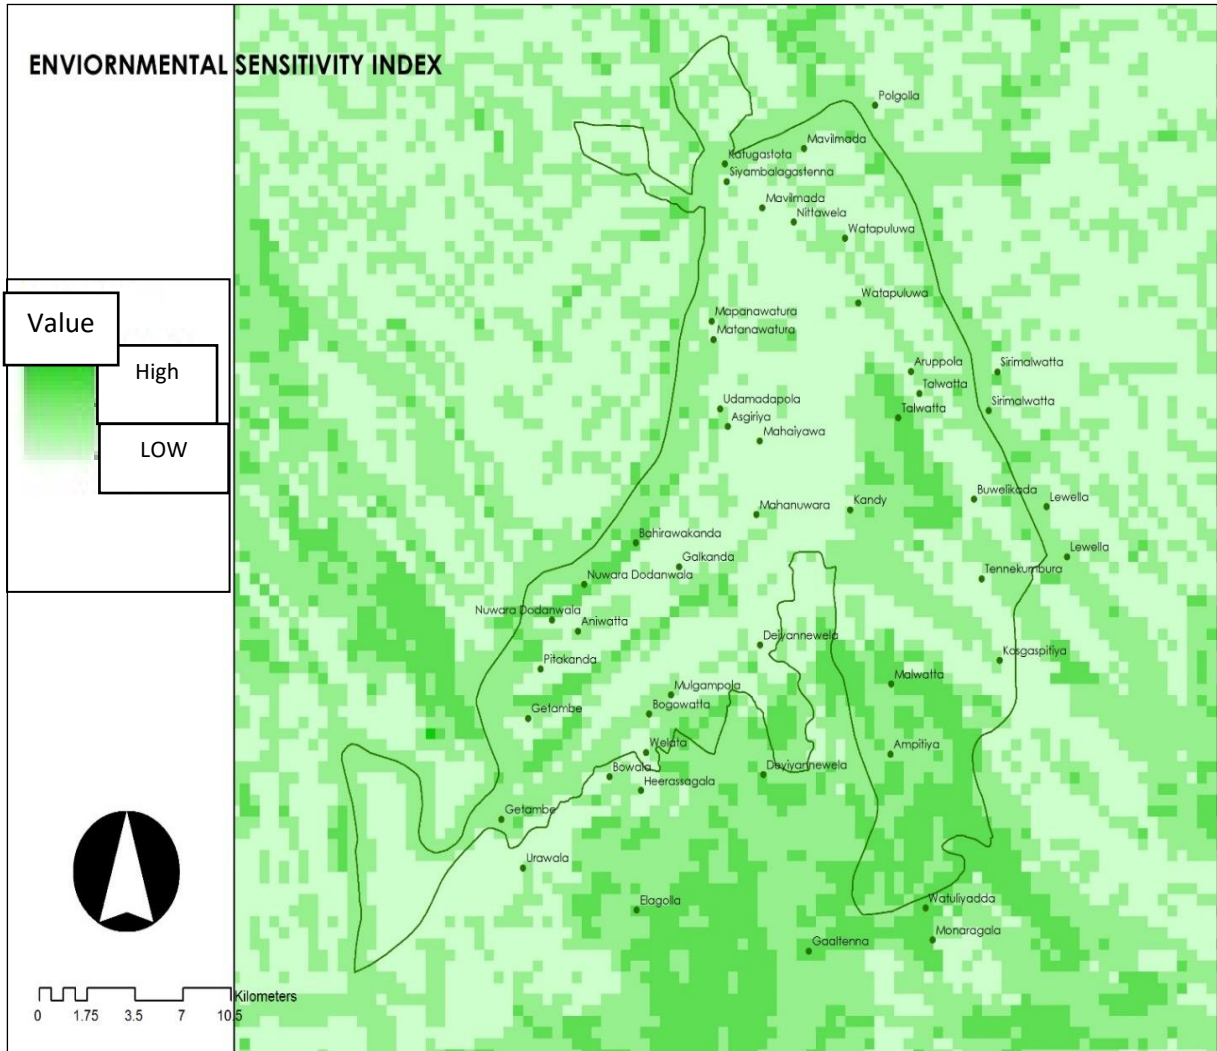 ENVIORNMENTAL SENSITIVITY INDEX
Polgolla
Mavilmada
Katugastota
Siyambalagastenna
Mavilmada
Nittawela
Watapuluwa
Watapuluwa
Value
Mapanawatura
Matanawatura
High
Aruppola
Sirimalwatta
Talwatta
Udamadapola
Talwatta
Sirimalwatta
Asgiriya
Mahaiyawa
LOW
Buwelikada
Lewella
Mahanuwara
Kandy
Bahirawakanda
Lewella
Galkanda
Tennekumbura
Nuwara Dodanwala
Nuwara Dodanwala
Aniwatta
Deiyannewela
Pitakanda
Kosgaspitiya
Malwatta
Mulgampola
Getambe
Bogowatta
Welata
Ampitiya
Bowala
Deviyannewela
Heerassagala
Getambe
Urawala
Elagolla
Watuliyadda
Gaaltenna
Monaragala
Kilometers
0 1.75 3.5 7 10.5